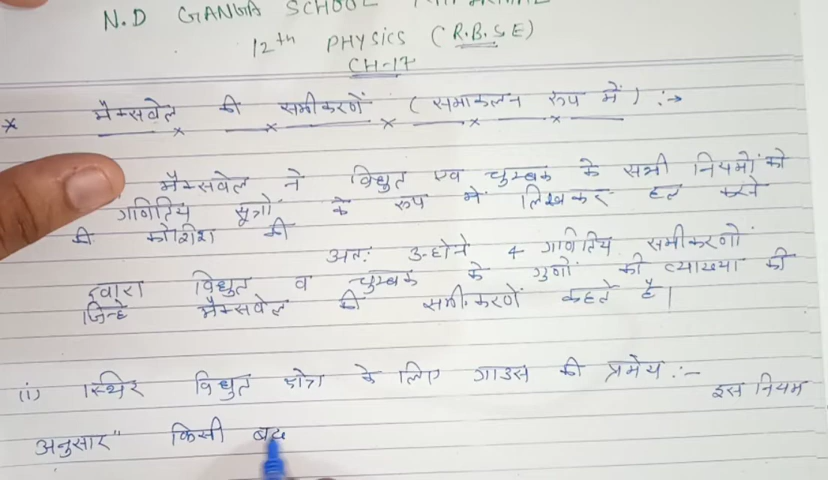 N.D GANGA SCHOOL
12th PHYSICS (R.B.S.E)
CH-17
* मैक्सवेल की समीकरणें (समाकलन रूप में) :→
मैक्सवेल ने विधुत एव चुम्बक के सभी नियमों को
गणितिय सूत्रों के रूप में लिखकर हल करने
की कोशिश की
अतः उन्होने 4 गणितिय समीकरणों
द्वारा विधुत व चुम्बक के गुणों की व्याख्या की
जिन्हे मैक्सवेल की समीकरणें कहते है।
(i) स्थिर विधुत क्षेत्र के लिए गाउस की प्रमेय :-
इस नियम
अनुसार" किसी बद